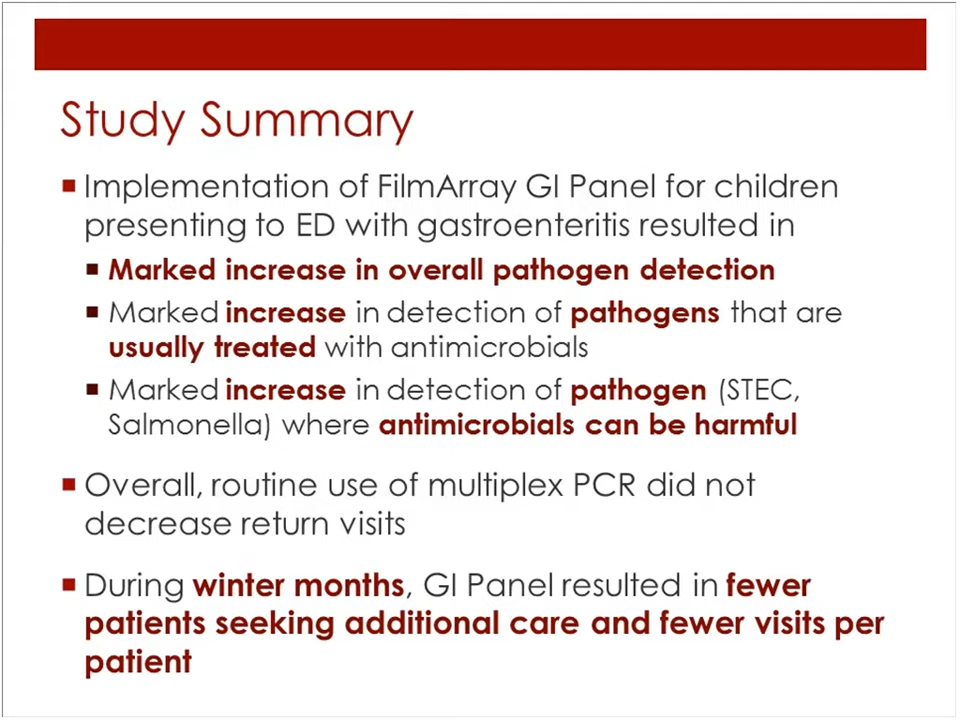 Study Summary
Implementation of FilmArray GI Panel for children
presenting to ED with gastroenteritis resulted in
Marked increase in overall pathogen detection
Marked increase in detection of pathogens that are
usually treated with antimicrobials
Marked increase in detection of pathogen (STEC,
Salmonella) where antimicrobials can be harmful
Overall, routine use of multiplex PCR did not
decrease return visits
During winter months, GI Panel resulted in fewer
patients seeking additional care and fewer visits per
patient